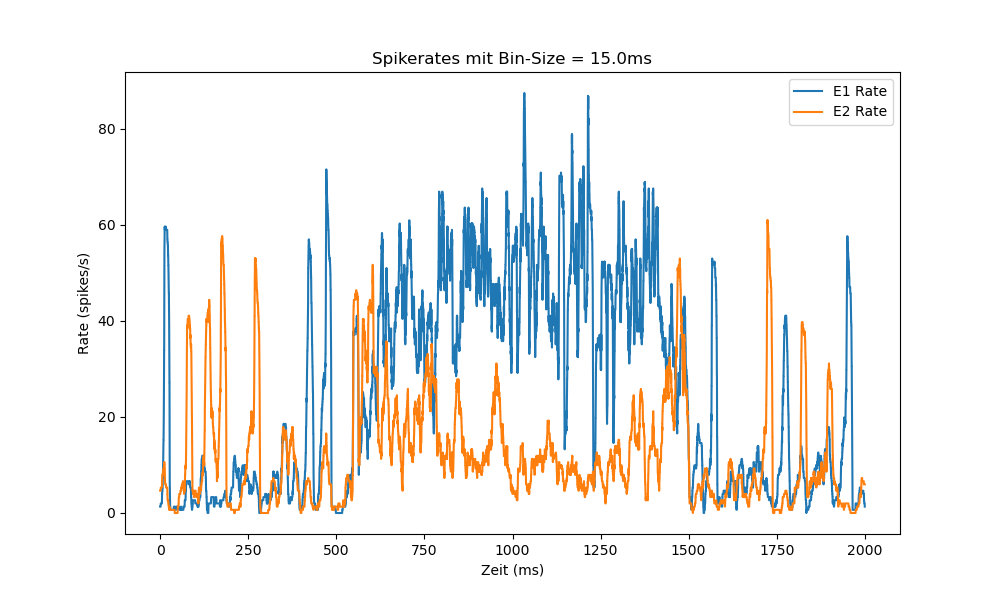 Spikerates mit Bin-Size = 15.0ms
E1 Rate
E2 Rate
Rate (spikes/s)
80
60
40
20
0
0 250 500 750 1000 1250 1500 1750 2000
Zeit (ms)